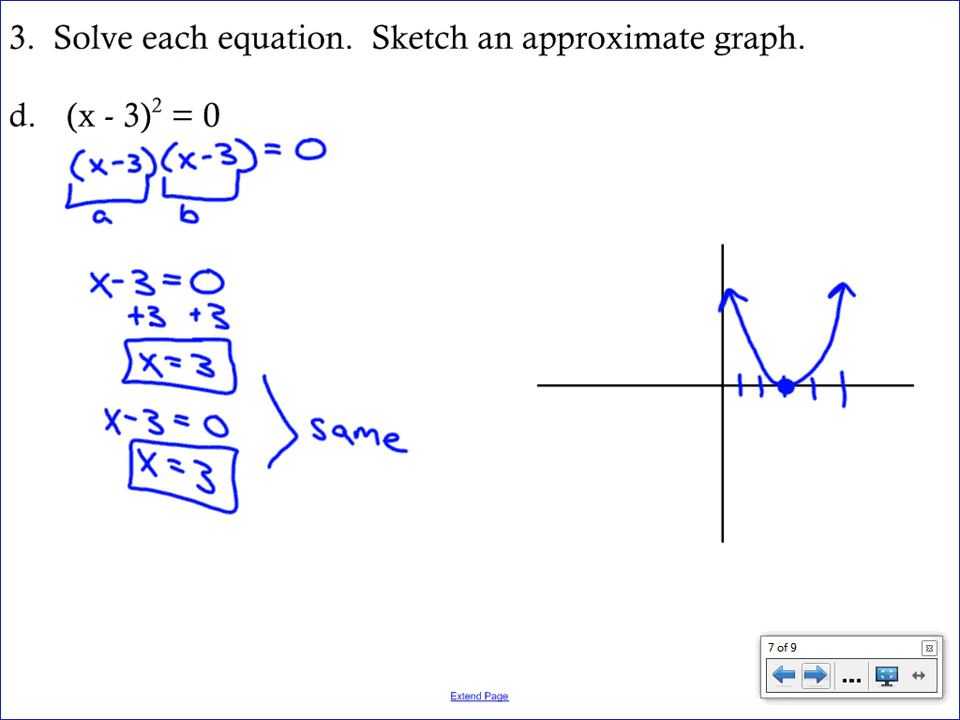 3. Solve each equation. Sketch an approximate graph.
d. (x - 3)² = 0
(x-3)(x-3) = 0
a b
x-3=0
+3 +3
x=3
x-3=0
same
x=3
7 of 9
...
Extend Page